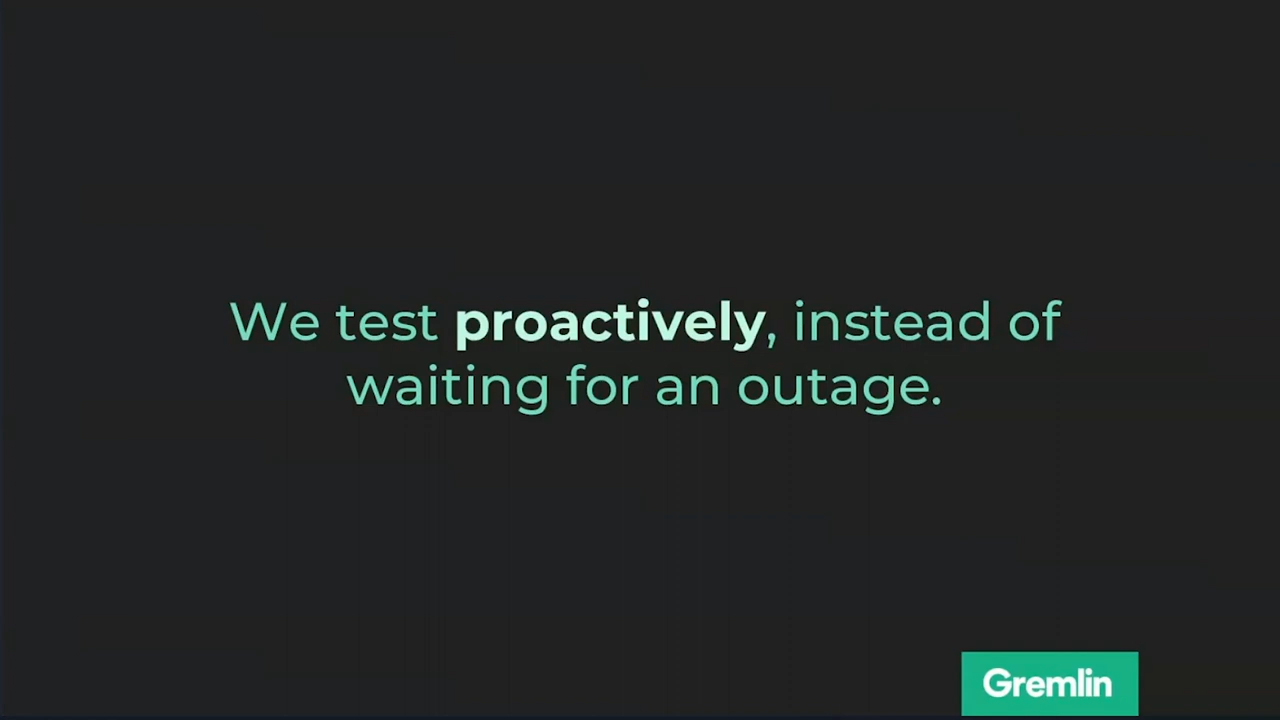 We test proactively, instead of
waiting for an outage.
Gremlin